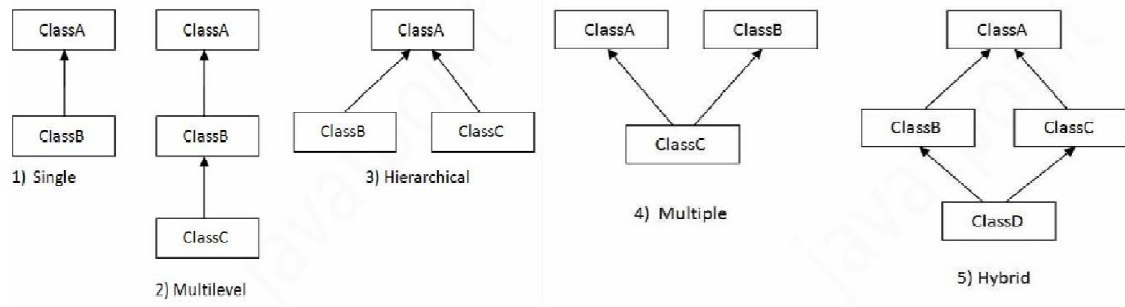 ClassA
ClassB
1) Single
ClassA
ClassB
ClassC
2) Multilevel
ClassA
ClassB
ClassC
3) Hierarchical
ClassA
ClassB
ClassC
4) Multiple
ClassA
ClassB
ClassC
ClassD
5) Hybrid